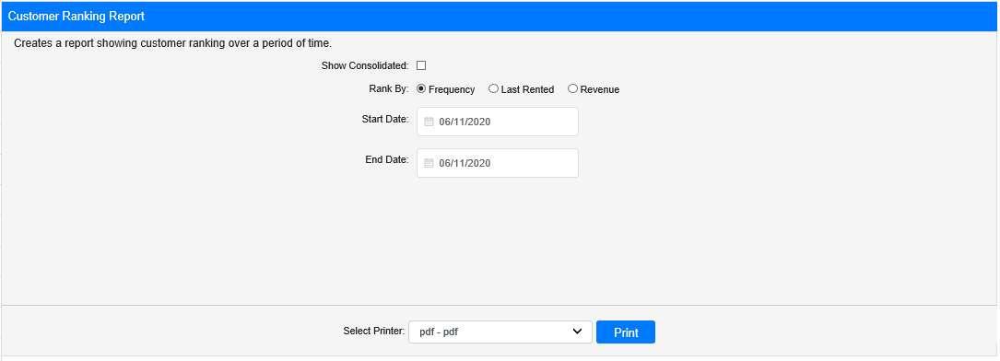 Customer Ranking Report
Creates a report showing customer ranking over a period of time.
Show Consolidated:
Rank By: Frequency Last Rented Revenue
Start Date: 06/11/2020
End Date: 06/11/2020
Select Printer: pdf - pdf Print